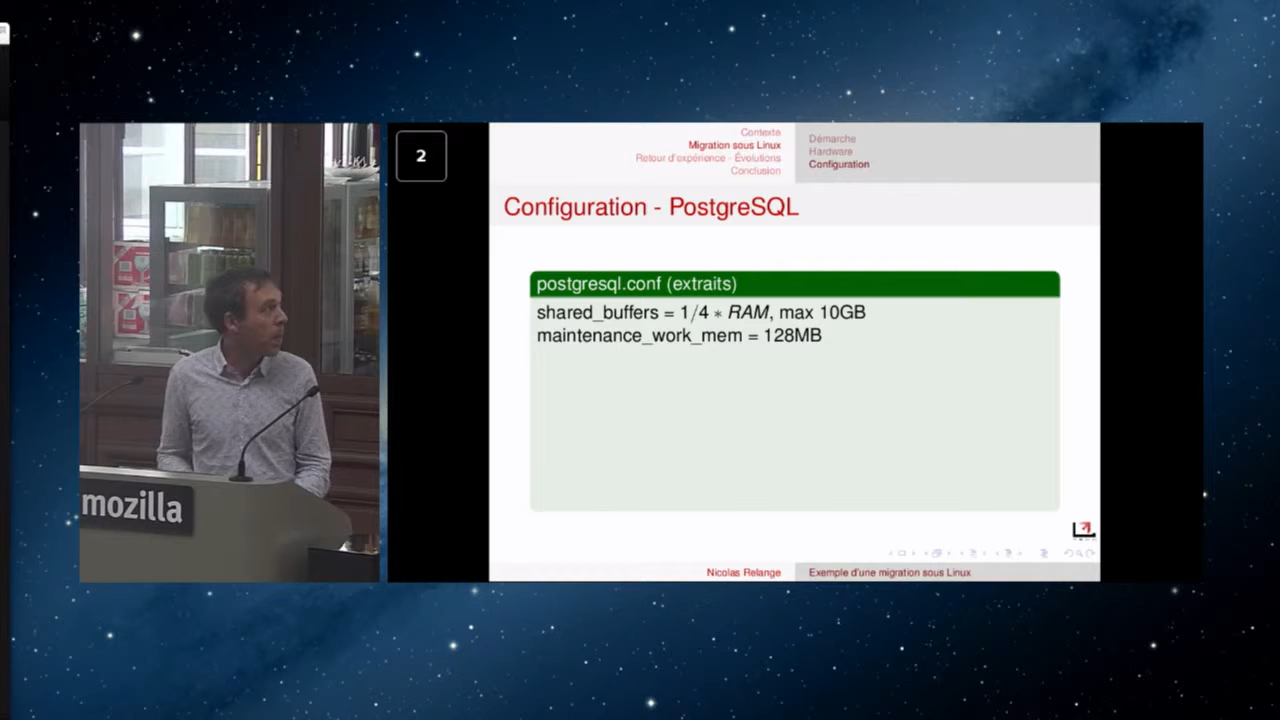 mozilla
2
Contexte
Migration sous Linux
Retour d'expérience - Évolutions
Conclusion
Démarche
Hardware
Configuration
Configuration - PostgreSQL
postgresql.conf (extraits)
shared_buffers = 1/4 * RAM, max 10GB
maintenance_work_mem = 128MB
Nicolas Relange
Exemple d'une migration sous Linux